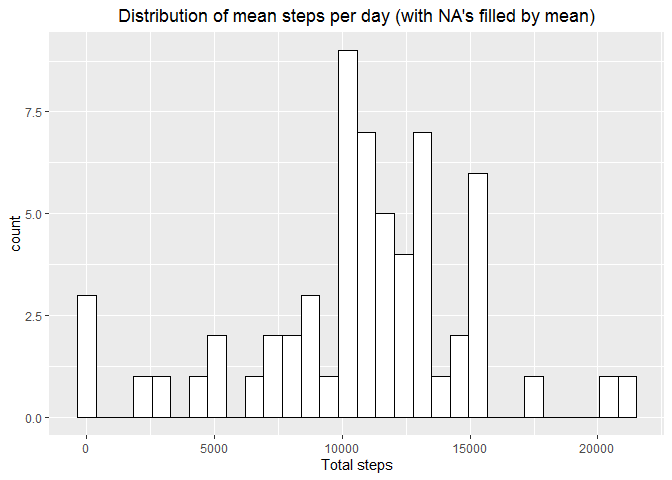 Distribution of mean steps per day (with NA's filled by mean)
7.5
5.0
2.5
0.0
count
0 5000 10000 15000 20000
Total steps